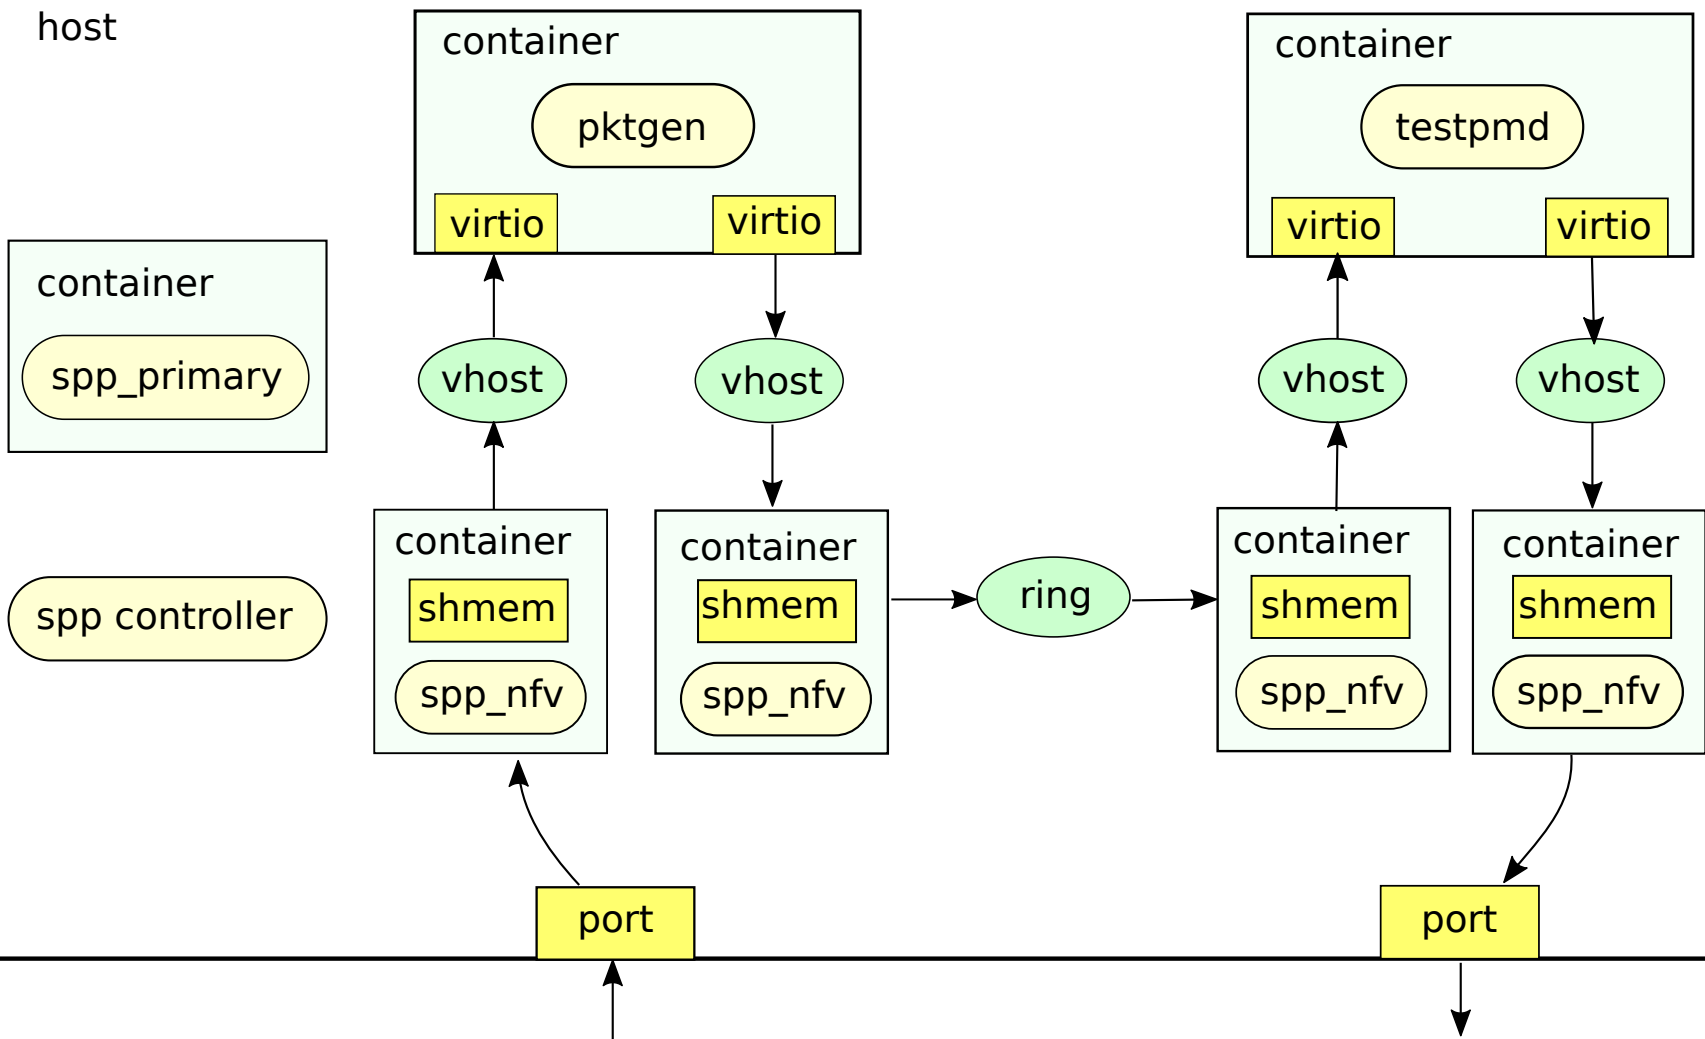 host
container
pktgen
virtio
virtio
container
testpmd
virtio
virtio
container
spp_primary
vhost
vhost
vhost
vhost
spp controller
container
shmem
spp_nfv
container
shmem
spp_nfv
ring
container
shmem
spp_nfv
container
shmem
spp_nfv
port
port